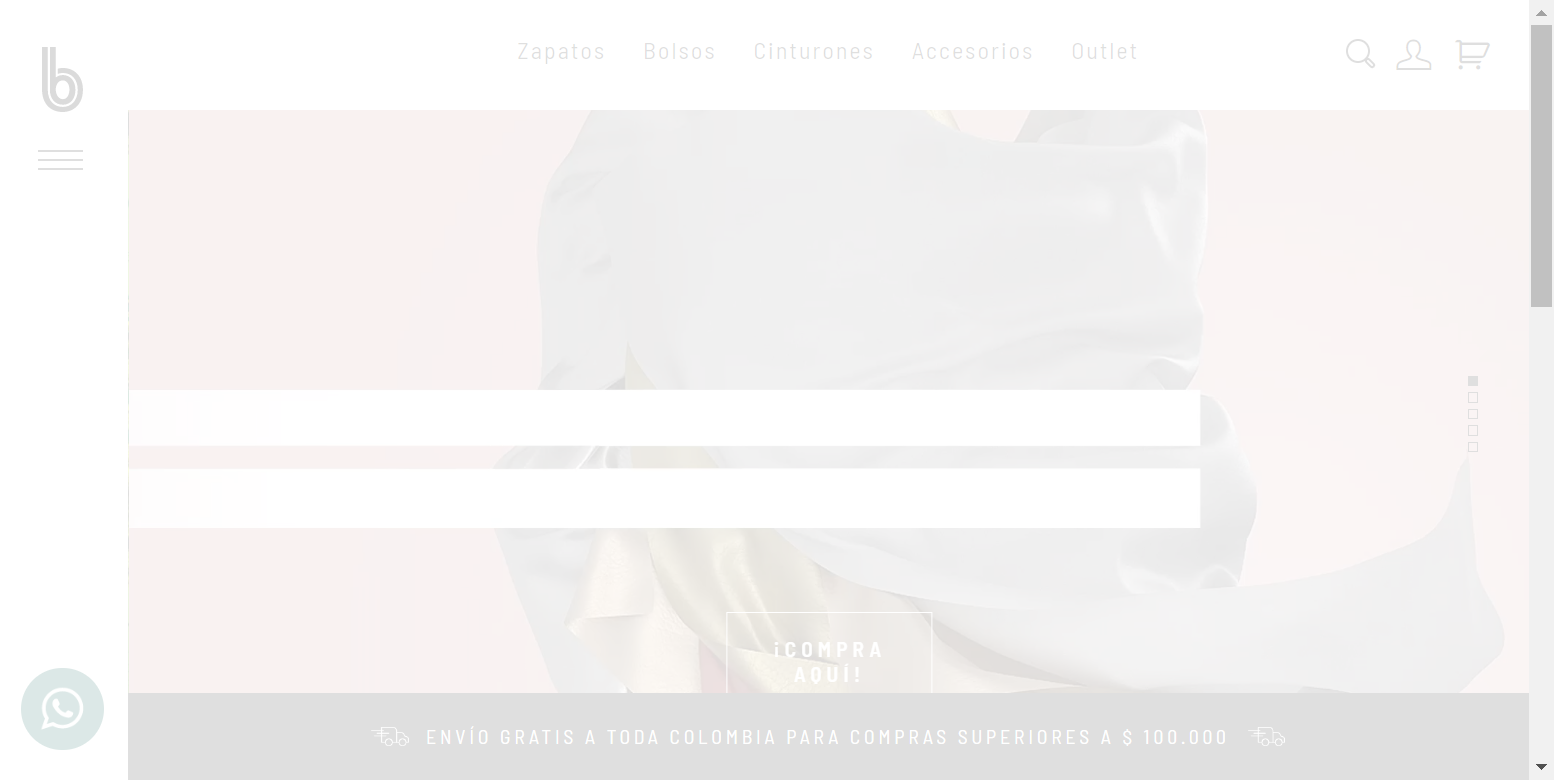 b
Zapatos Bolsos Cinturones Accesorios Outlet
¡COMPRA
AQUÍ!
ENVÍO GRATIS A TODA COLOMBIA PARA COMPRAS SUPERIORES A $ 100.000